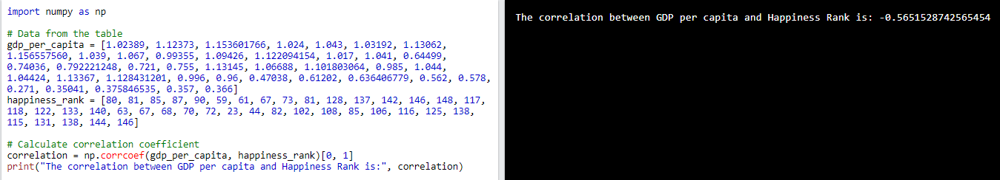 import numpy as np
# Data from the table
gdp_per_capita = [1.02389, 1.12373, 1.153601766, 1.024, 1.043, 1.03192, 1.13062,
1.156557560, 1.039, 1.067, 0.99355, 1.09426, 1.122094154, 1.017, 1.041, 0.64499,
0.74036, 0.792221248, 0.721, 0.755, 1.13145, 1.06688, 1.101803064, 0.985, 1.044,
1.04424, 1.13367, 1.128431201, 0.996, 0.96, 0.47038, 0.61202, 0.636406779, 0.562, 0.578,
0.271, 0.35041, 0.375846535, 0.357, 0.366]
happiness_rank = [80, 81, 85, 87, 90, 59, 61, 67, 73, 81, 128, 137, 142, 146, 148, 117,
118, 122, 133, 140, 63, 67, 68, 70, 72, 23, 44, 82, 102, 108, 85, 106, 116, 125, 138,
115, 131, 138, 144, 146]
# Calculate correlation coefficient
correlation = np.corrcoef(gdp_per_capita, happiness_rank)[0, 1]
print("The correlation between GDP per capita and Happiness Rank is:", correlation)
The correlation between GDP per capita and Happiness Rank is: -0.5651528742565454